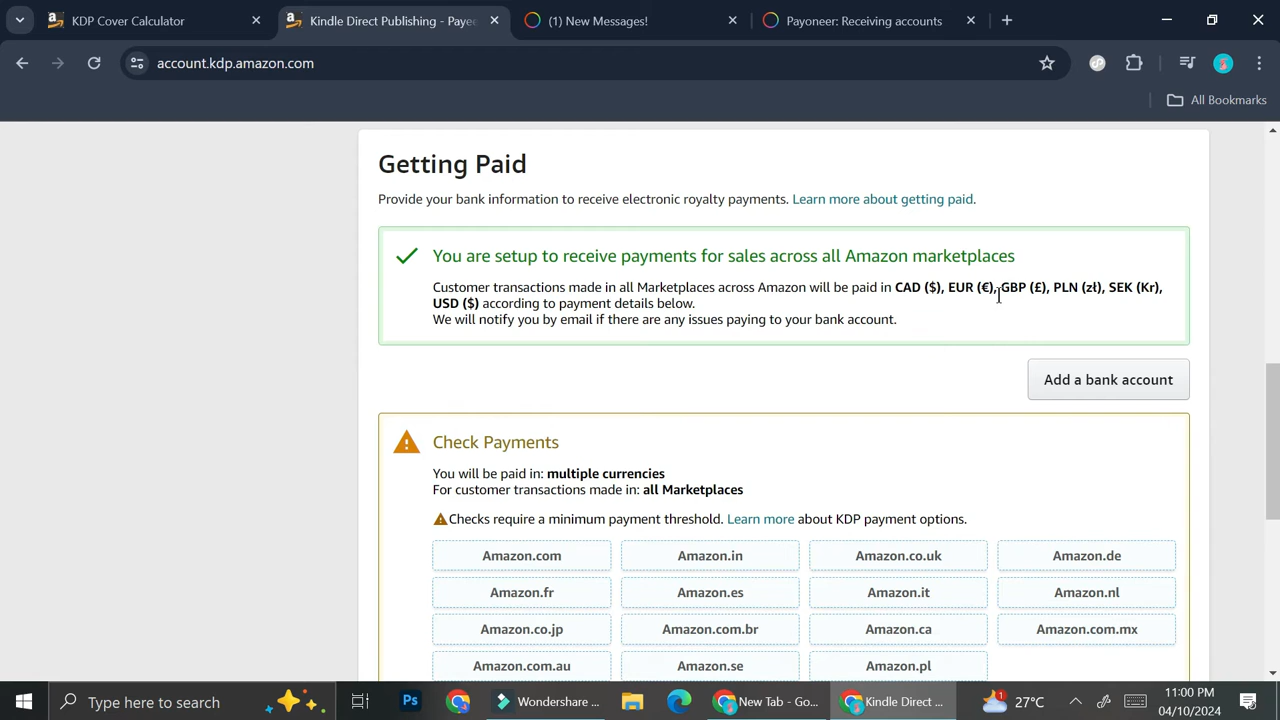 KDP Cover Calculator
Kindle Direct Publishing - Payee
(1) New Messages!
Payoneer: Receiving accounts
account.kdp.amazon.com
All Bookmarks
Getting Paid
Provide your bank information to receive electronic royalty payments. Learn more about getting paid.
You are setup to receive payments for sales across all Amazon marketplaces
Customer transactions made in all Marketplaces across Amazon will be paid in CAD ($), EUR (€), GBP (£), PLN (zł), SEK (Kr),
USD ($) according to payment details below.
We will notify you by email if there are any issues paying to your bank account.
Add a bank account
Check Payments
You will be paid in: multiple currencies
For customer transactions made in: all Marketplaces
Checks require a minimum payment threshold. Learn more about KDP payment options.
Amazon.com Amazon.in Amazon.co.uk Amazon.de
Amazon.fr Amazon.es Amazon.it Amazon.nl
Amazon.co.jp Amazon.com.br Amazon.ca Amazon.com.mx
Amazon.com.au Amazon.se Amazon.pl
Type here to search
Ps
Wondershare ...
New Tab - Go...
Kindle Direct ...
27°C
11:00 PM
04/10/2024